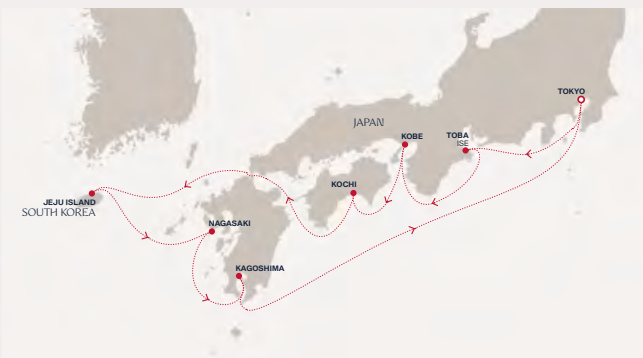 TOKYO
JAPAN
KOBE
TOBA
ISE
KOCHI
JEJU ISLAND
SOUTH KOREA
NAGASAKI
KAGOSHIMA